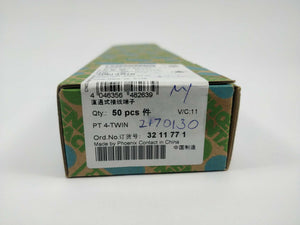 4 046356 482639
直通式接线端子
Qty.: 50 pcs 件 V/C:11
PT 4-TWIN 2170130
Ord.No.订货号: 32 11 77 1
Made by Phoenix Contact in China
中国制造